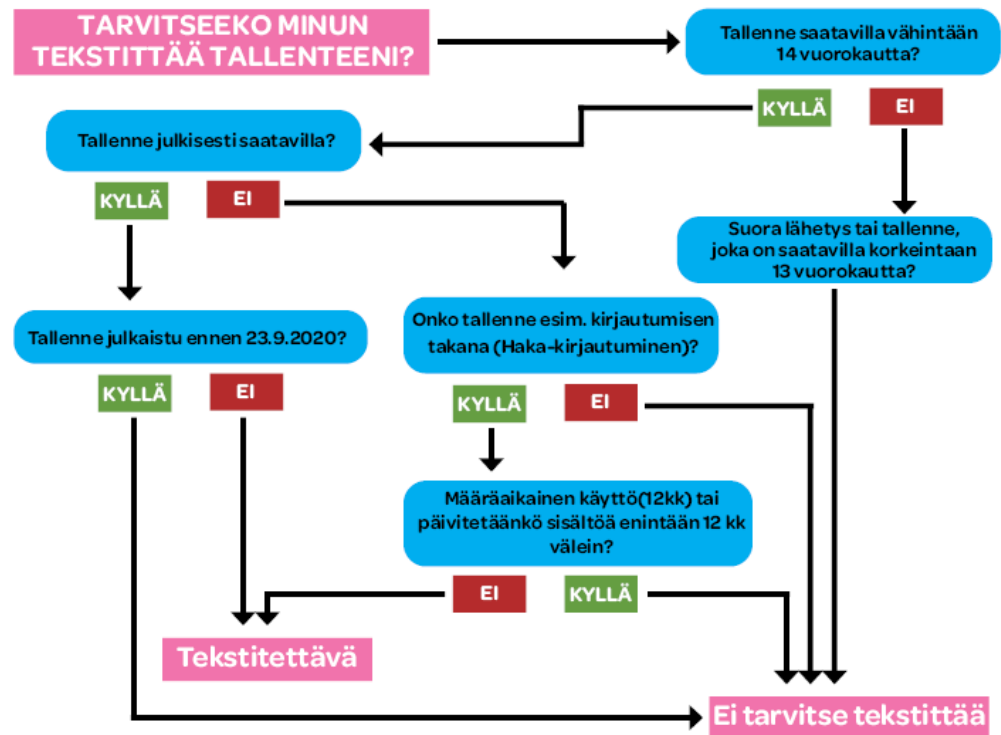 TARVITSEEKO MINUN
TEKSTITTÄÄ TALLENTEENI?
Tallenne saatavilla vähintään
14 vuorokautta?
KYLLÄ
EI
Tallenne julkisesti saatavilla?
KYLLÄ
EI
Suora lähetys tai tallenne,
joka on saatavilla korkeintaan
13 vuorokautta?
Tallenne julkaistu ennen 23.9.2020?
KYLLÄ
EI
Onko tallenne esim. kirjautumisen
takana (Haka-kirjautuminen)?
KYLLÄ
EI
Määräaikainen käyttö(12kk) tai
päivitetäänkö sisältöä enintään 12 kk
välein?
EI
KYLLÄ
Tekstitettävä
Ei tarvitse tekstittää